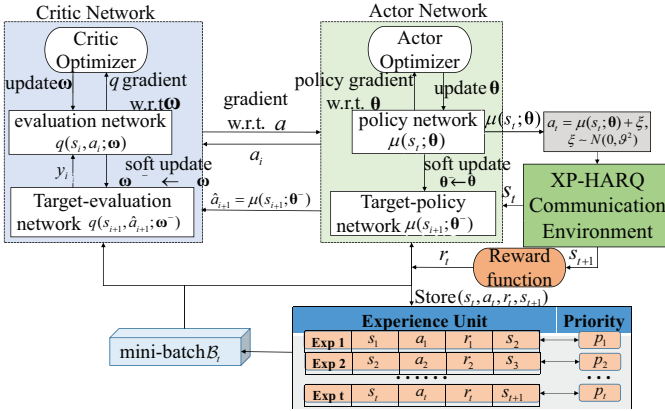 Critic Network
Critic
Optimizer
update ω
q gradient
w.r.t ω
evaluation network
q(s_i, a_i; ω)
y_i
soft update
ω⁻ ← ω
Target-evaluation
network q(s_{i+1}, â_{i+1}; ω⁻)
gradient
w.r.t. a
a_i
â_{i+1} = μ(s_{i+1}; θ⁻)
Actor Network
Actor
Optimizer
policy gradient
w.r.t. θ
update θ
policy network
μ(s_t; θ)
soft update
θ⁻ ← θ
Target-policy
network μ(s_{i+1}; θ⁻)
μ(s_t; θ)
a_t = μ(s_t; θ) + ξ,
ξ ~ N(0, ϑ²)
s_t
XP-HARQ
Communication
Environment
r_t
Reward
function
s_{t+1}
Store(s_t, a_t, r_t, s_{t+1})
mini-batch ℬ_t
Experience Unit Priority
Exp 1 s_1 a_1 r_1 s_2 p_1
Exp 2 s_2 a_2 r_2 s_3 p_2
...... ...
Exp t s_t a_t r_t s_{t+1} p_t